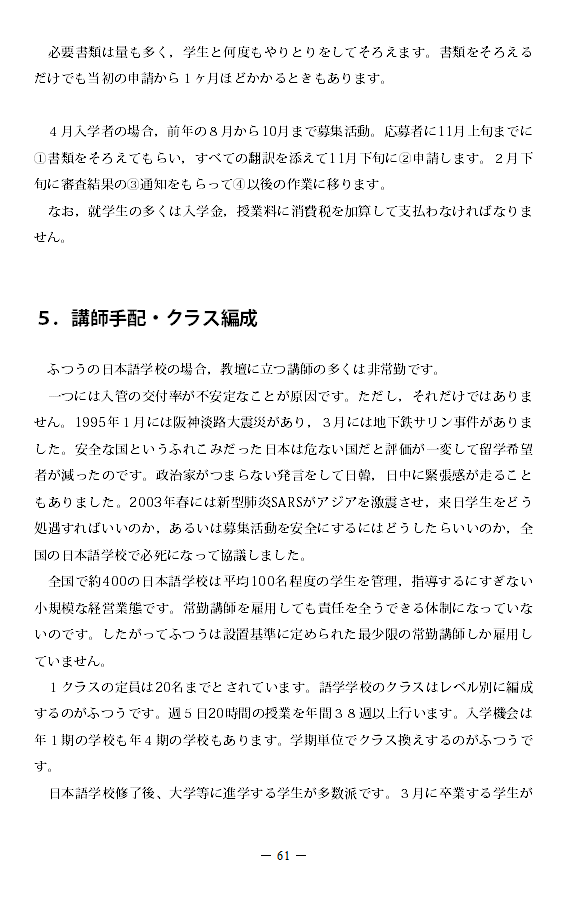 必要書類は量も多く，学生と何度もやりとりをしてそろえます。書類をそろえる
だけでも当初の申請から１ヶ月ほどかかるときもあります。
４月入学者の場合，前年の８月から10月まで募集活動。応募者に11月上旬までに
①書類をそろえてもらい，すべての翻訳を添えて11月下旬に②申請します。２月下
旬に審査結果の③通知をもらって④以後の作業に移ります。
なお，就学生の多くは入学金，授業料に消費税を加算して支払わなければなりま
せん。
５．講師手配・クラス編成
ふつうの日本語学校の場合，教壇に立つ講師の多くは非常勤です。
一つには入管の交付率が不安定なことが原因です。ただし，それだけではありま
せん。1995年１月には阪神淡路大震災があり，３月には地下鉄サリン事件がありま
した。安全な国というふれこみだった日本は危ない国だと評価が一変して留学希望
者が減ったのです。政治家がつまらない発言をして日韓，日中に緊張感が走ること
もありました。2003年春には新型肺炎SARSがアジアを激震させ，来日学生をどう
処遇すればいいのか，あるいは募集活動を安全にするにはどうしたらいいのか，全
国の日本語学校で必死になって協議しました。
全国で約400の日本語学校は平均100名程度の学生を管理，指導するにすぎない
小規模な経営業態です。常勤講師を雇用しても責任を全うできる体制になっていな
いのです。したがってふつうは設置基準に定められた最少限の常勤講師しか雇用し
ていません。
１クラスの定員は20名までとされています。語学学校のクラスはレベル別に編成
するのがふつうです。週５日20時間の授業を年間３８週以上行います。入学機会は
年１期の学校も年４期の学校もあります。学期単位でクラス換えするのがふつうで
す。
日本語学校修了後、大学等に進学する学生が多数派です。３月に卒業する学生が
― 61 ―